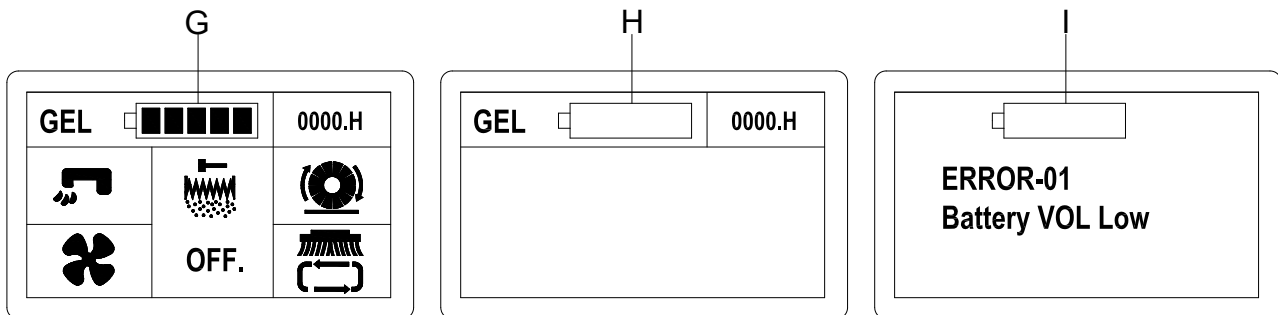 G
H
I
GEL
0000.H
GEL
0000.H
OFF.
ERROR-01
Battery VOL Low